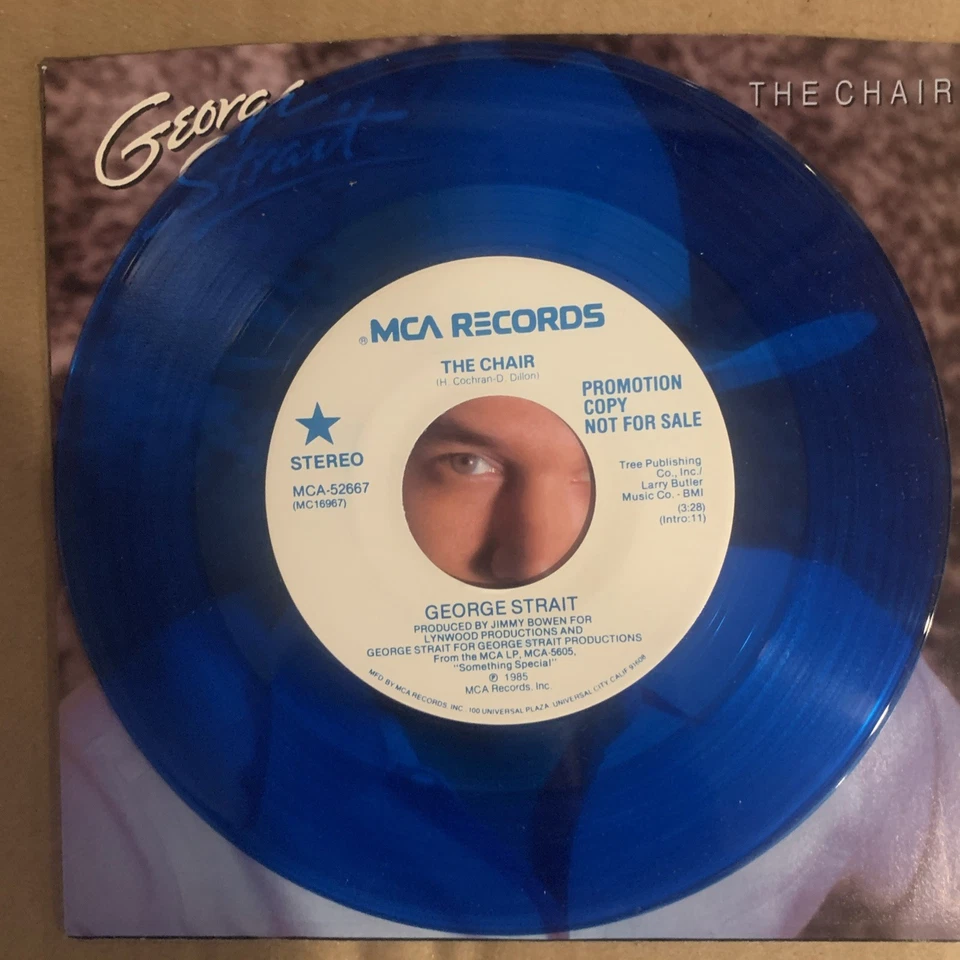 George
Strait
THE CHAIR
® MCA RECORDS
THE CHAIR
(H. Cochran-D. Dillon)
PROMOTION
COPY
NOT FOR SALE
★
STEREO
MCA-52667
(MC16967)
Tree Publishing
Co., Inc./
Larry Butler
Music Co. - BMI
(3:28)
(Intro:11)
GEORGE STRAIT
PRODUCED BY JIMMY BOWEN FOR
LYNWOOD PRODUCTIONS AND
GEORGE STRAIT FOR GEORGE STRAIT PRODUCTIONS
From the MCA LP, MCA-5605,
"Something Special"
℗ 1985
MCA Records, Inc.
MFD. BY MCA RECORDS, INC. 100 UNIVERSAL PLAZA, UNIVERSAL CITY, CALIF. 91608